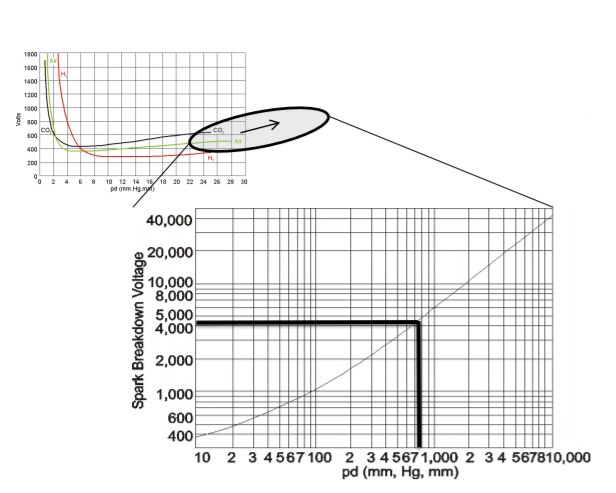 1800
1600
1400
1200
1000
800
600
400
200
0
Volts
Air
H₂
CO₂
CO₂
Air
H₂
0 2 4 6 8 10 12 14 16 18 20 22 24 26 28 30
pd (mm.Hg.mm)
40,000
20,000
10,000
8,000
5,000
4,000
2,000
1,000
600
400
Spark Breakdown Voltage
10 2 3 4 5 6 7 100 2 3 4 5 6 7 1,000 2 3 4 5 6 7 8 10,000
pd (mm, Hg, mm)